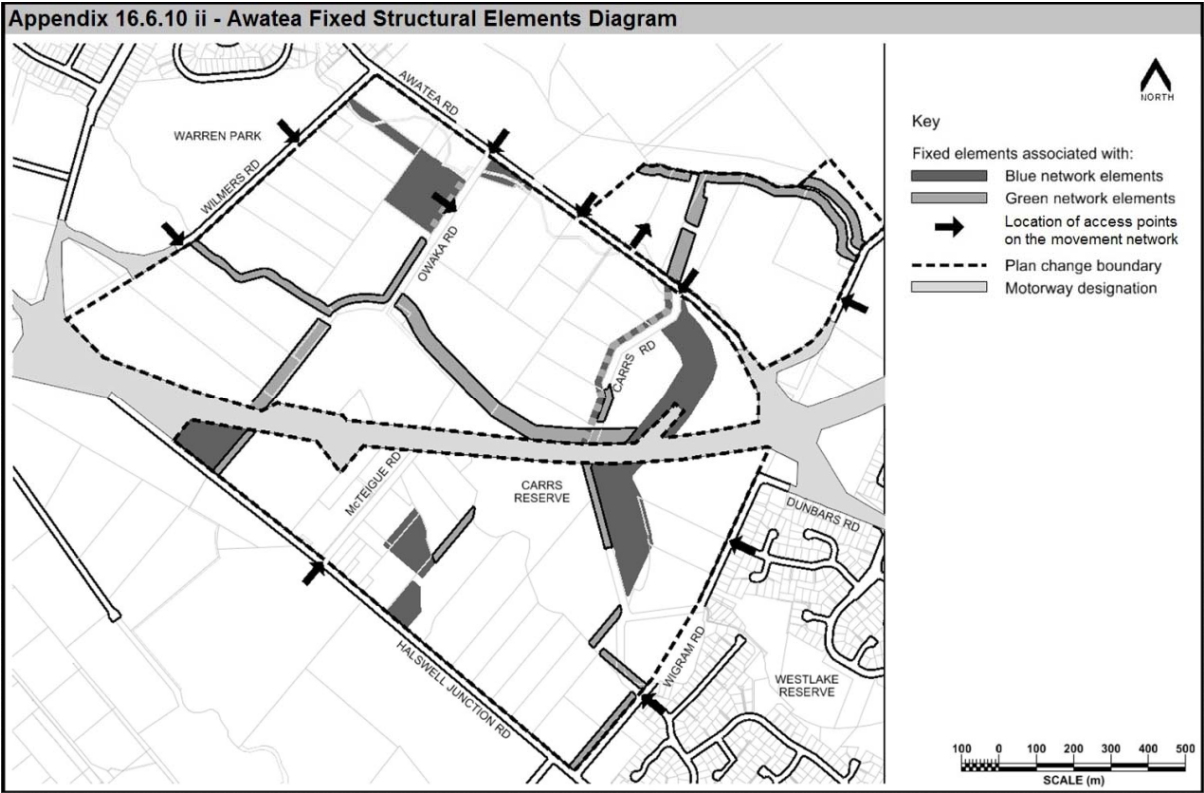 Appendix 16.6.10 ii - Awatea Fixed Structural Elements Diagram
AWATEA RD
WARREN PARK
WILMERS RD
OWAKA RD
CARRS RD
McTEIGUE RD
CARRS
RESERVE
DUNBARS RD
HALSWELL JUNCTION RD
WIGRAM RD
WESTLAKE
RESERVE
NORTH
Key
Fixed elements associated with:
Blue network elements
Green network elements
Location of access points
on the movement network
Plan change boundary
Motorway designation
100 0 100 200 300 400 500
SCALE (m)